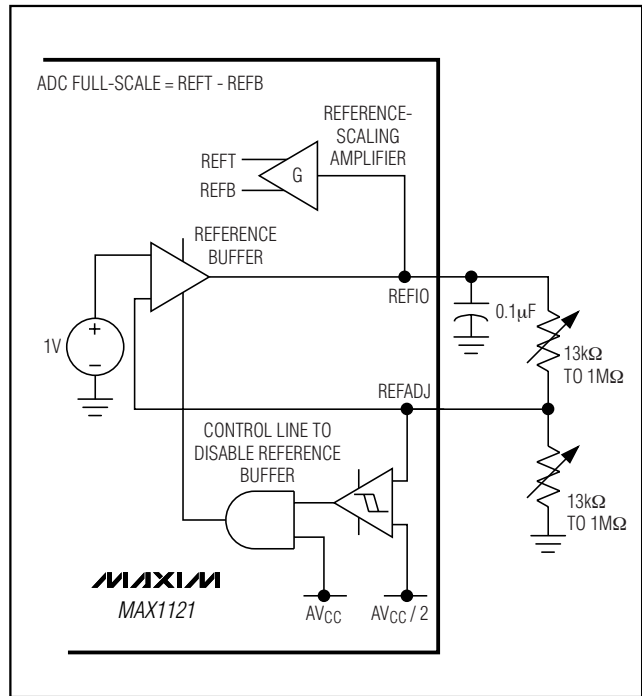 ADC FULL-SCALE = REFT - REFB
REFERENCE-
SCALING
AMPLIFIER
REFT
REFB
G
REFERENCE
BUFFER
REFIO
0.1µF
1V
+
−
13kΩ
TO 1MΩ
REFADJ
CONTROL LINE TO
DISABLE REFERENCE
BUFFER
13kΩ
TO 1MΩ
MAXIM
MAX1121
AVCC
AVCC / 2